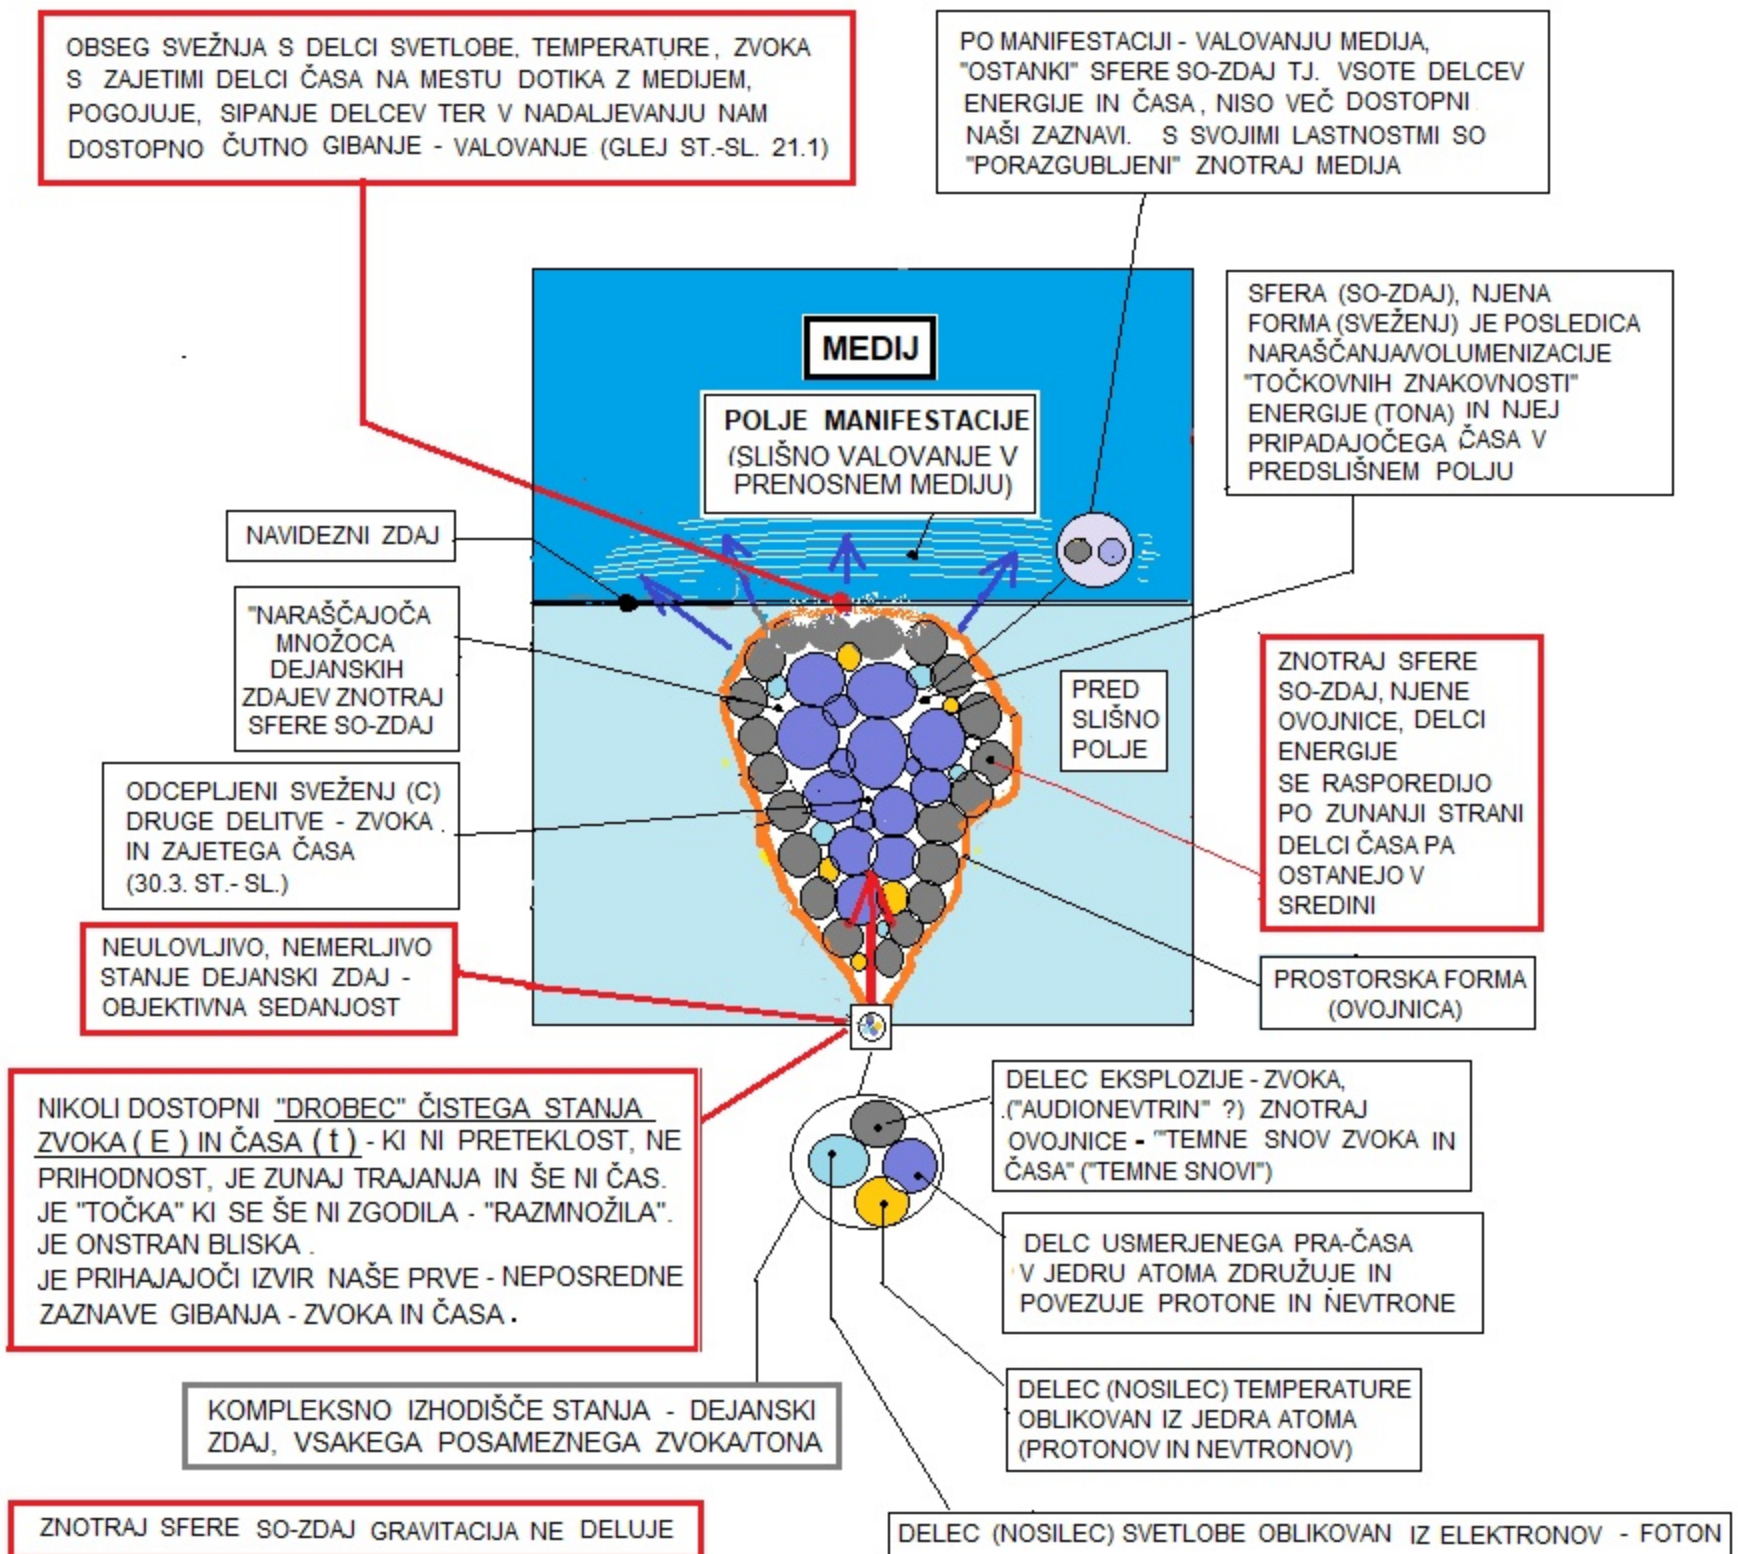 OBSEG SVEŽNJA S DELCI SVETLOBE, TEMPERATURE, ZVOKA
S ZAJETIMI DELCI ČASA NA MESTU DOTIKA Z MEDIJEM,
POGOJUJE, SIPANJE DELCEV TER V NADALJEVANJU NAM
DOSTOPNO ČUTNO GIBANJE - VALOVANJE (GLEJ ST.-SL. 21.1)
PO MANIFESTACIJI - VALOVANJU MEDIJA,
"OSTANKI" SFERE SO-ZDAJ TJ. VSOTE DELCEV
ENERGIJE IN ČASA, NISO VEČ DOSTOPNI
NAŠI ZAZNAVI. S SVOJIMI LASTNOSTMI SO
"PORAZGUBLJENI" ZNOTRAJ MEDIJA
MEDIJ
POLJE MANIFESTACIJE
(SLIŠNO VALOVANJE V
PRENOSNEM MEDIJU)
SFERA (SO-ZDAJ), NJENA
FORMA (SVEŽENJ) JE POSLEDICA
NARAŠČANJA/VOLUMENIZACIJE
"TOČKOVNIH ZNAKOVNOSTI"
ENERGIJE (TONA) IN NJEJ
PRIPADAJOČEGA ČASA V
PREDSLIŠNEM POLJU
NAVIDEZNI ZDAJ
"NARAŠČAJOČA
MNOŽOCA
DEJANSKIH
ZDAJEV ZNOTRAJ
SFERE SO-ZDAJ
PRED
SLIŠNO
POLJE
ZNOTRAJ SFERE
SO-ZDAJ, NJENE
OVOJNICE, DELCI
ENERGIJE
SE RASPOREDIJO
PO ZUNANJI STRANI
DELCI ČASA PA
OSTANEJO V
SREDINI
ODCEPLJENI SVEŽENJ (C)
DRUGE DELITVE - ZVOKA
IN ZAJETEGA ČASA
(30.3. ST.- SL.)
NEULOVLJIVO, NEMERLJIVO
STANJE DEJANSKI ZDAJ -
OBJEKTIVNA SEDANJOST
PROSTORSKA FORMA
(OVOJNICA)
NIKOLI DOSTOPNI "DROBEC" ČISTEGA STANJA
ZVOKA ( E ) IN ČASA ( t ) - KI NI PRETEKLOST, NE
PRIHODNOST, JE ZUNAJ TRAJANJA IN ŠE NI ČAS.
JE "TOČKA" KI SE ŠE NI ZGODILA - "RAZMNOŽILA".
JE ONSTRAN BLISKA .
JE PRIHAJAJOČI IZVIR NAŠE PRVE - NEPOSREDNE
ZAZNAVE GIBANJA - ZVOKA IN ČASA .
DELEC EKSPLOZIJE - ZVOKA,
.("AUDIONEVTRIN" ?) ZNOTRAJ
OVOJNICE - '"TEMNE SNOV ZVOKA IN
ČASA" ("TEMNE SNOVI")
DELC USMERJENEGA PRA-ČASA
V JEDRU ATOMA ZDRUŽUJE IN
POVEZUJE PROTONE IN NEVTRONE
KOMPLEKSNO IZHODIŠČE STANJA - DEJANSKI
ZDAJ, VSAKEGA POSAMEZNEGA ZVOKA/TONA
DELEC (NOSILEC) TEMPERATURE
OBLIKOVAN IZ JEDRA ATOMA
(PROTONOV IN NEVTRONOV)
ZNOTRAJ SFERE SO-ZDAJ GRAVITACIJA NE DELUJE
DELEC (NOSILEC) SVETLOBE OBLIKOVAN IZ ELEKTRONOV - FOTON